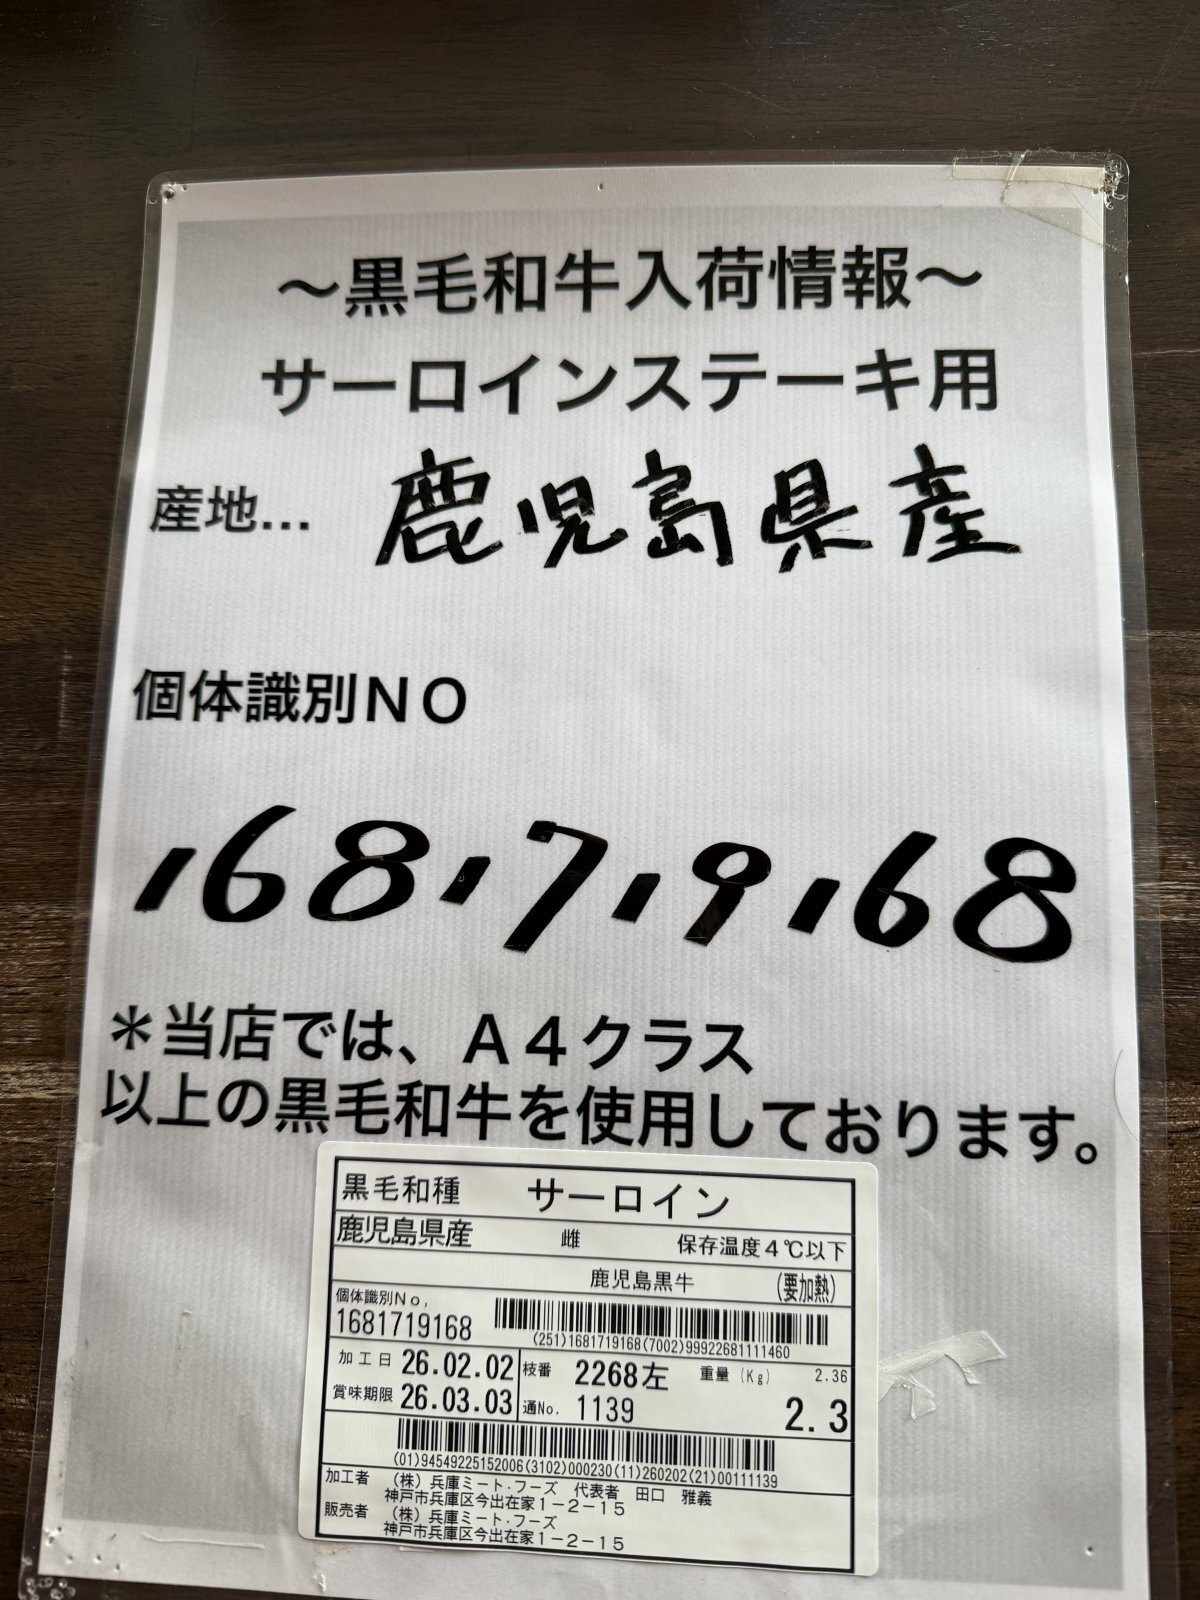 ～黒毛和牛入荷情報～
サーロインステーキ用
産地… 鹿児島県産
個体識別ＮＯ
1681719168
＊当店では、Ａ４クラス
以上の黒毛和牛を使用しております。
黒毛和種 サーロイン
鹿児島県産 雌 保存温度４℃以下
鹿児島黒牛 (要加熱)
個体識別Ｎｏ,
1681719168
(251)1681719168(7002)99922681111460
加工日 26.02.02 枝番 2268左 重量（Kg） 2.36
賞味期限 26.03.03 通No. 1139 2.3
(01)94549225152006(3102)000230(11)260202(21)00111139
加工者 （株）兵庫ミート・フーズ 代表者 田口 雅義
神戸市兵庫区今出在家１－２－１５
販売者 （株）兵庫ミート・フーズ
神戸市兵庫区今出在家１－２－１５